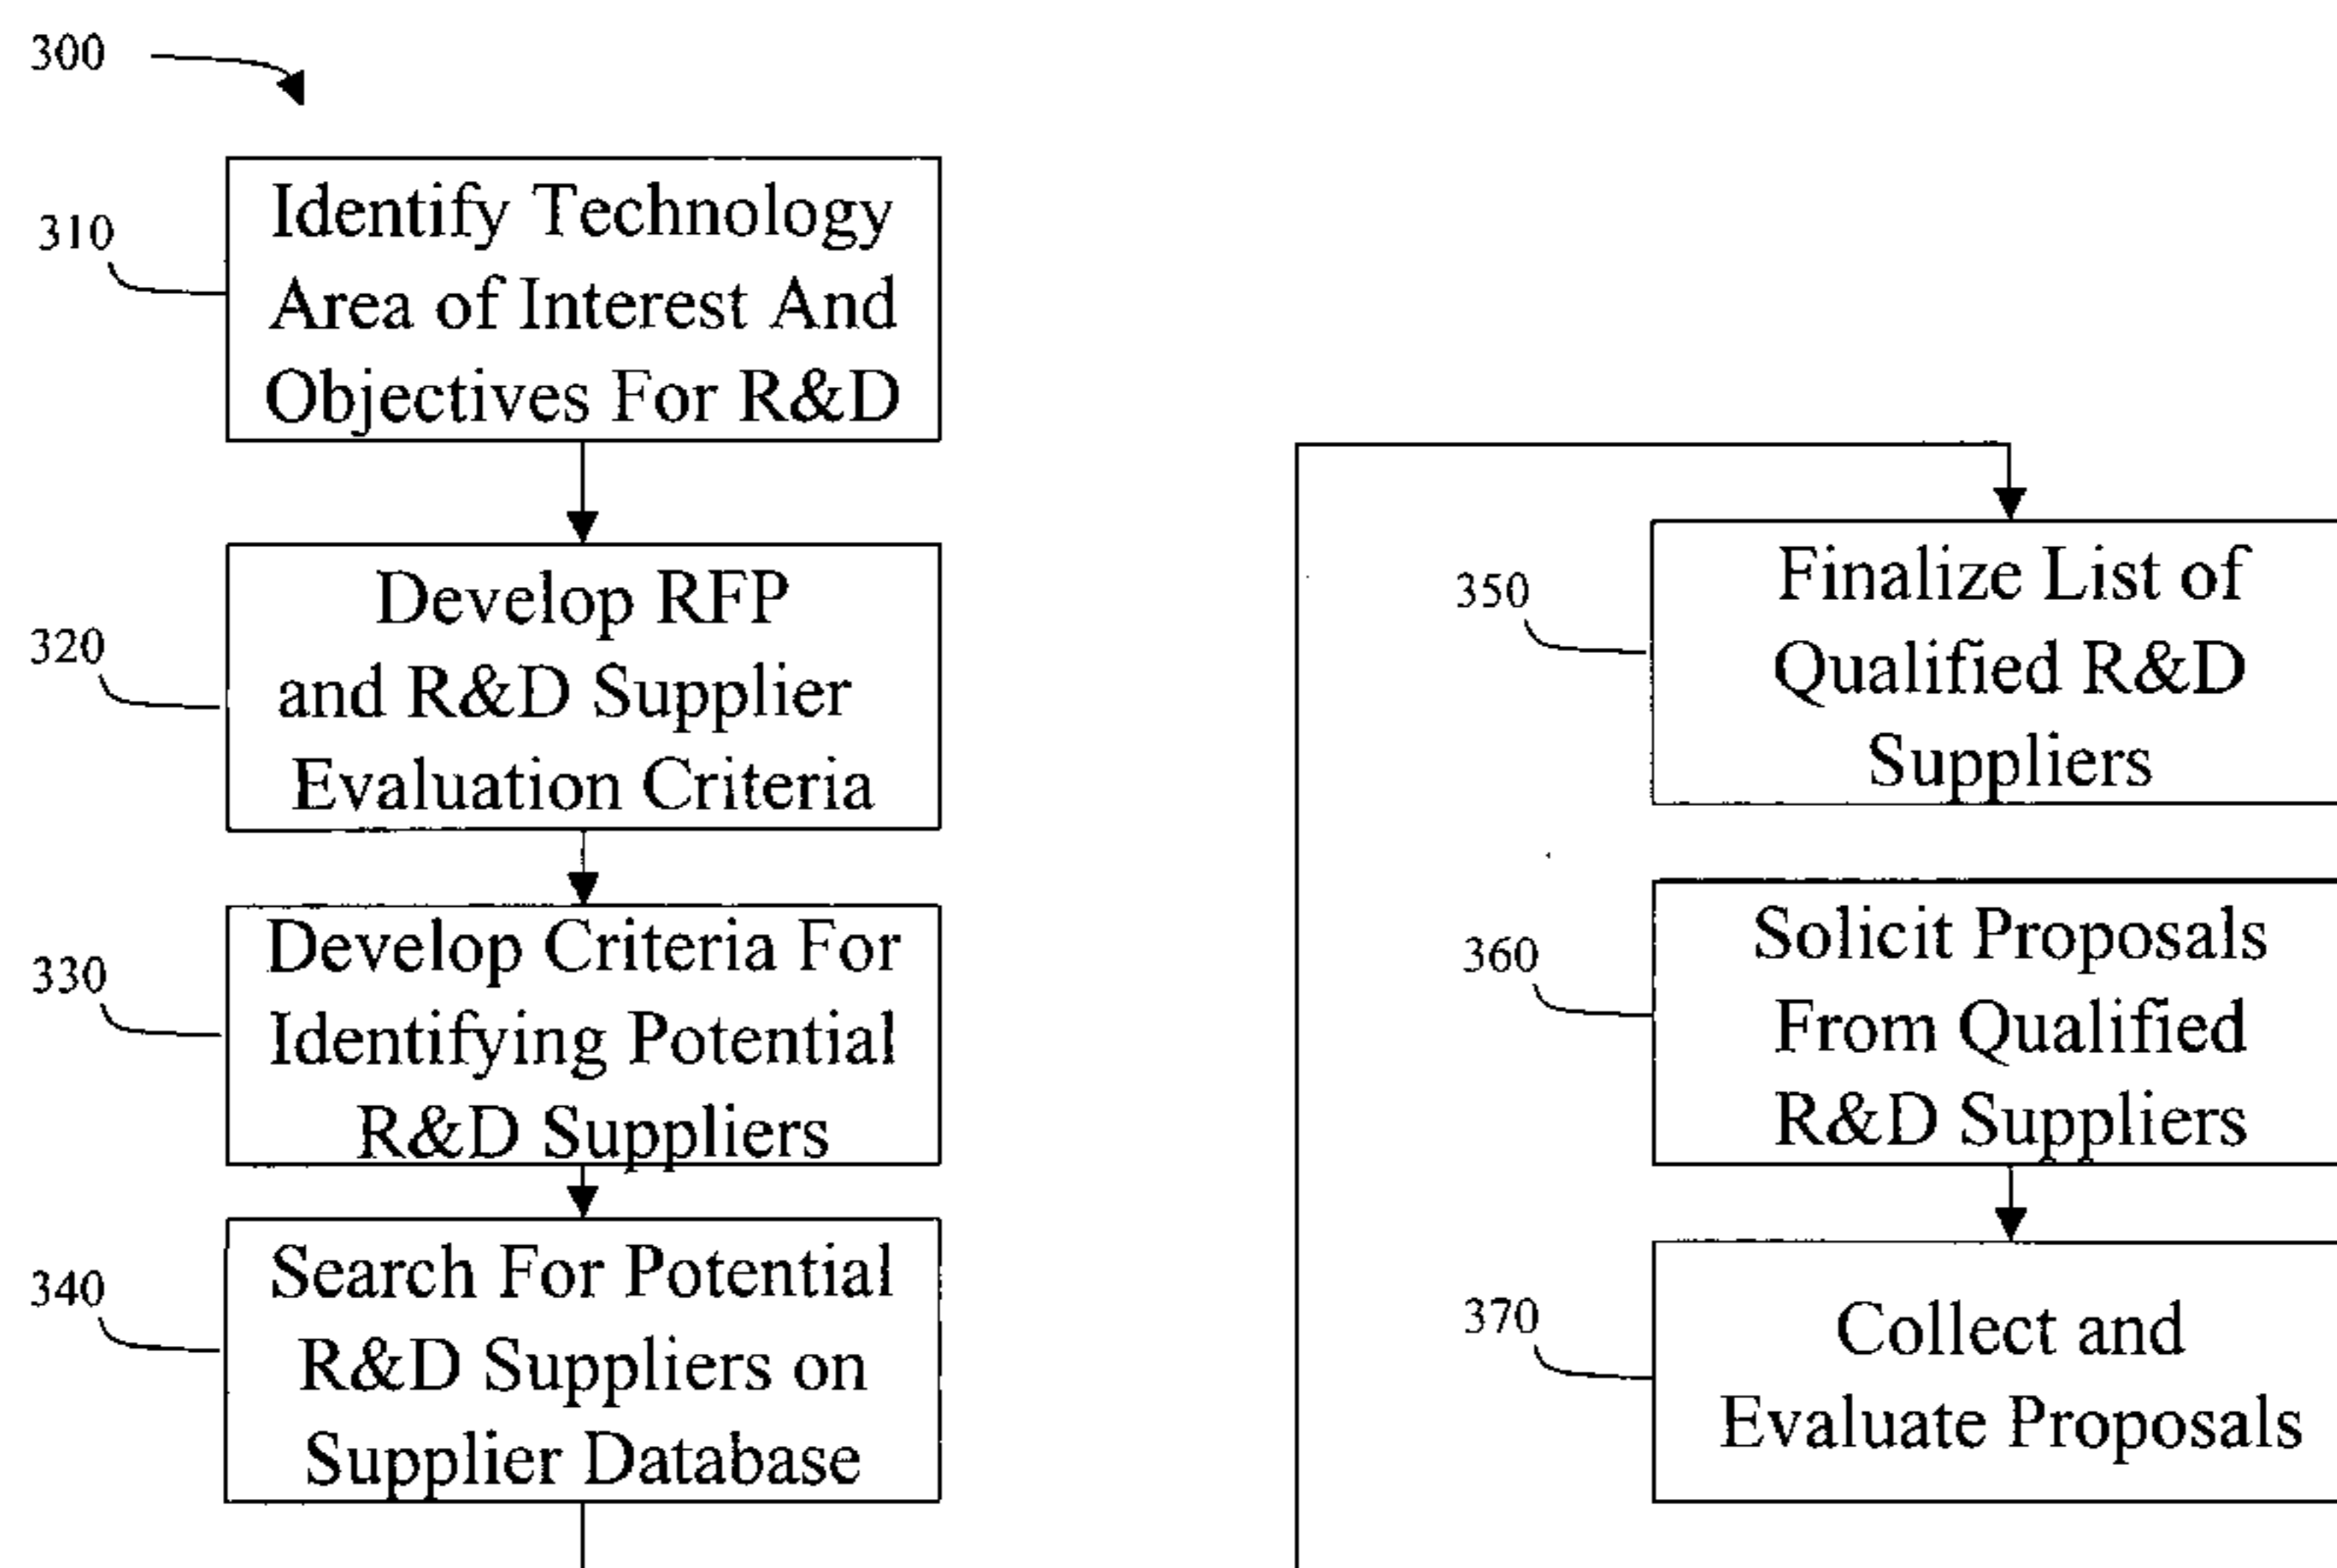 300
310
Identify Technology
Area of Interest And
Objectives For R&D
320
Develop RFP
and R&D Supplier
Evaluation Criteria
330
Develop Criteria For
Identifying Potential
R&D Suppliers
340
Search For Potential
R&D Suppliers on
Supplier Database
350
Finalize List of
Qualified R&D
Suppliers
360
Solicit Proposals
From Qualified
R&D Suppliers
370
Collect and
Evaluate Proposals